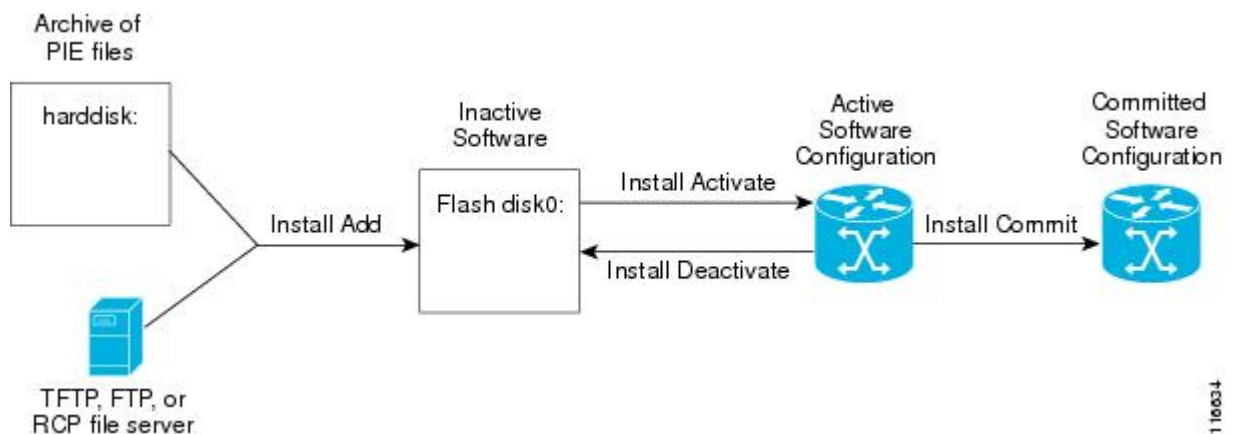 Archive of
PIE files
harddisk:
Inactive
Software
Flash disk0:
Install Add
Install Activate
Install Deactivate
Active
Software
Configuration
Install Commit
Committed
Software
Configuration
TFTP, FTP, or
RCP file server
116634